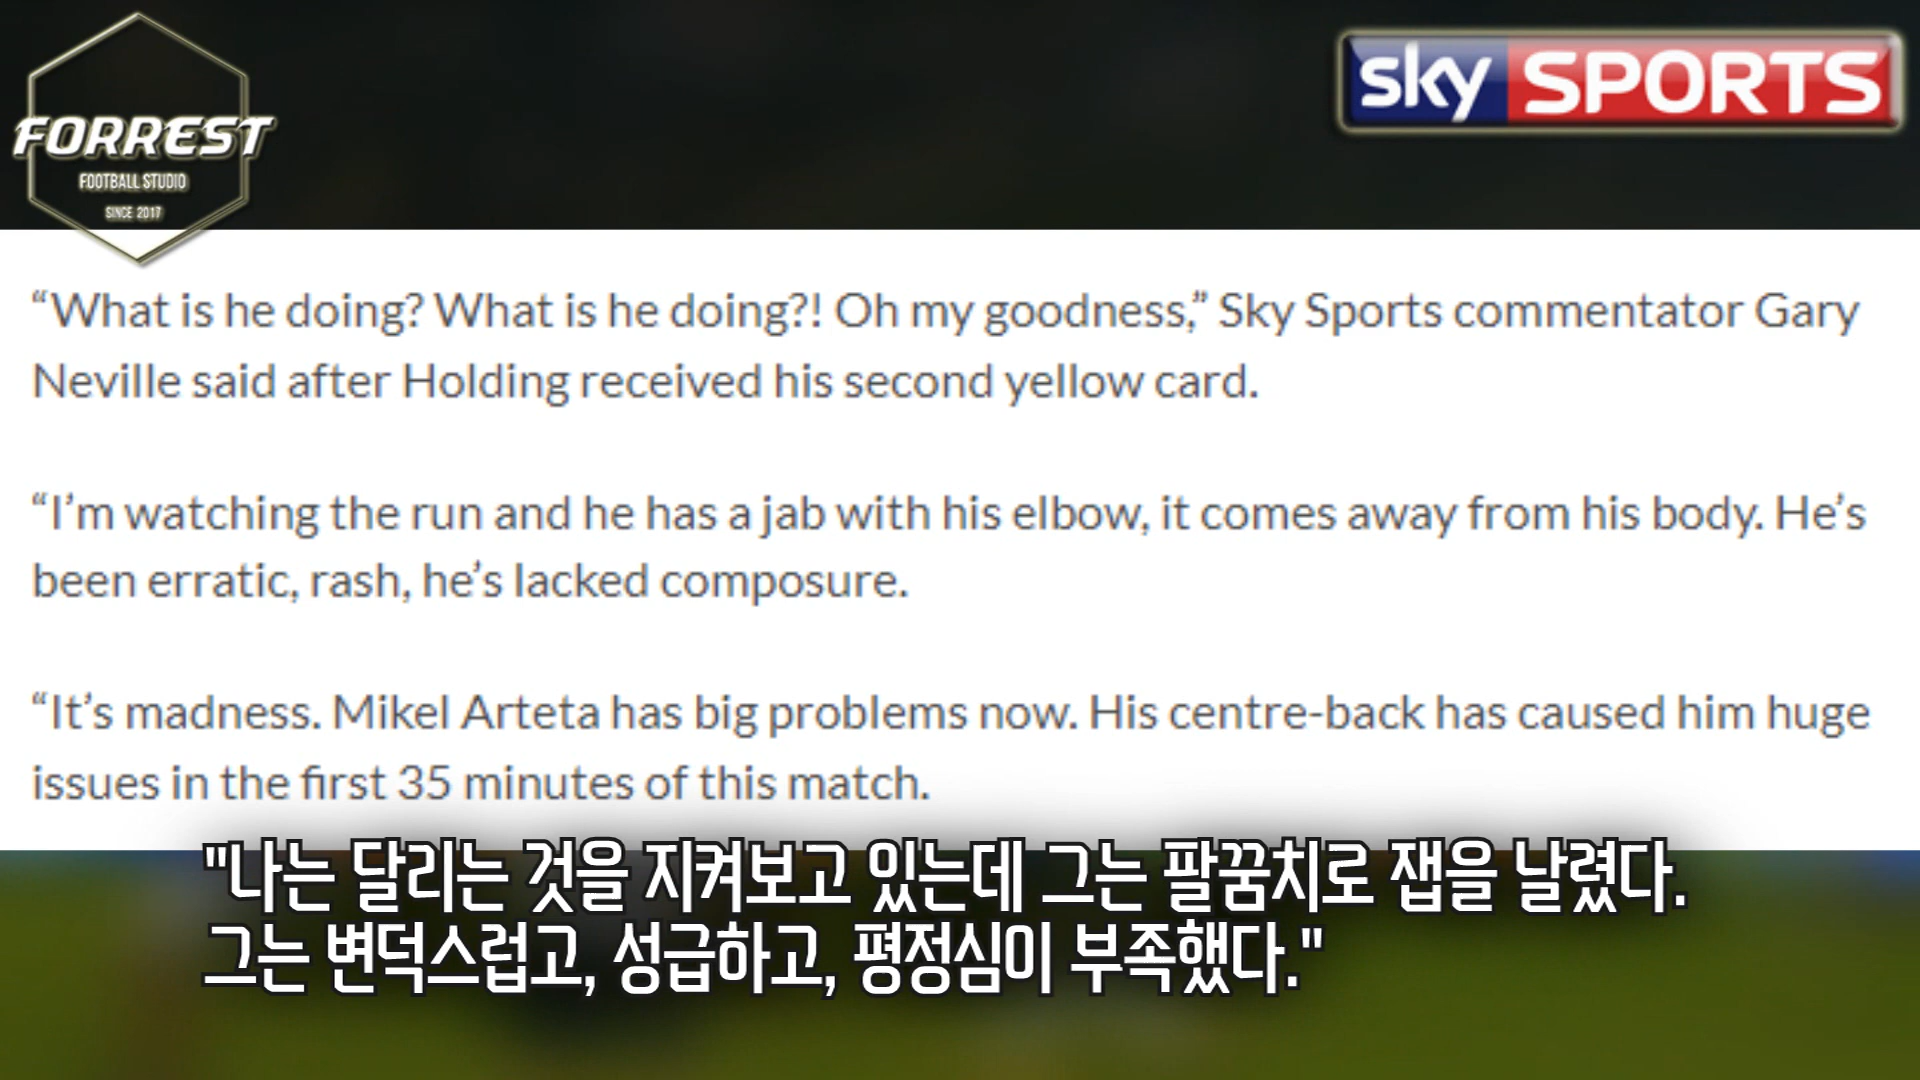 FORREST
FOOTBALL STUDIO
SINCE 2017
sky SPORTS
“What is he doing? What is he doing?! Oh my goodness,” Sky Sports commentator Gary
Neville said after Holding received his second yellow card.
“I’m watching the run and he has a jab with his elbow, it comes away from his body. He’s
been erratic, rash, he’s lacked composure.
“It’s madness. Mikel Arteta has big problems now. His centre-back has caused him huge
issues in the first 35 minutes of this match.
"나는 달리는 것을 지켜보고 있는데 그는 팔꿈치로 잽을 날렸다.
그는 변덕스럽고, 성급하고, 평정심이 부족했다."